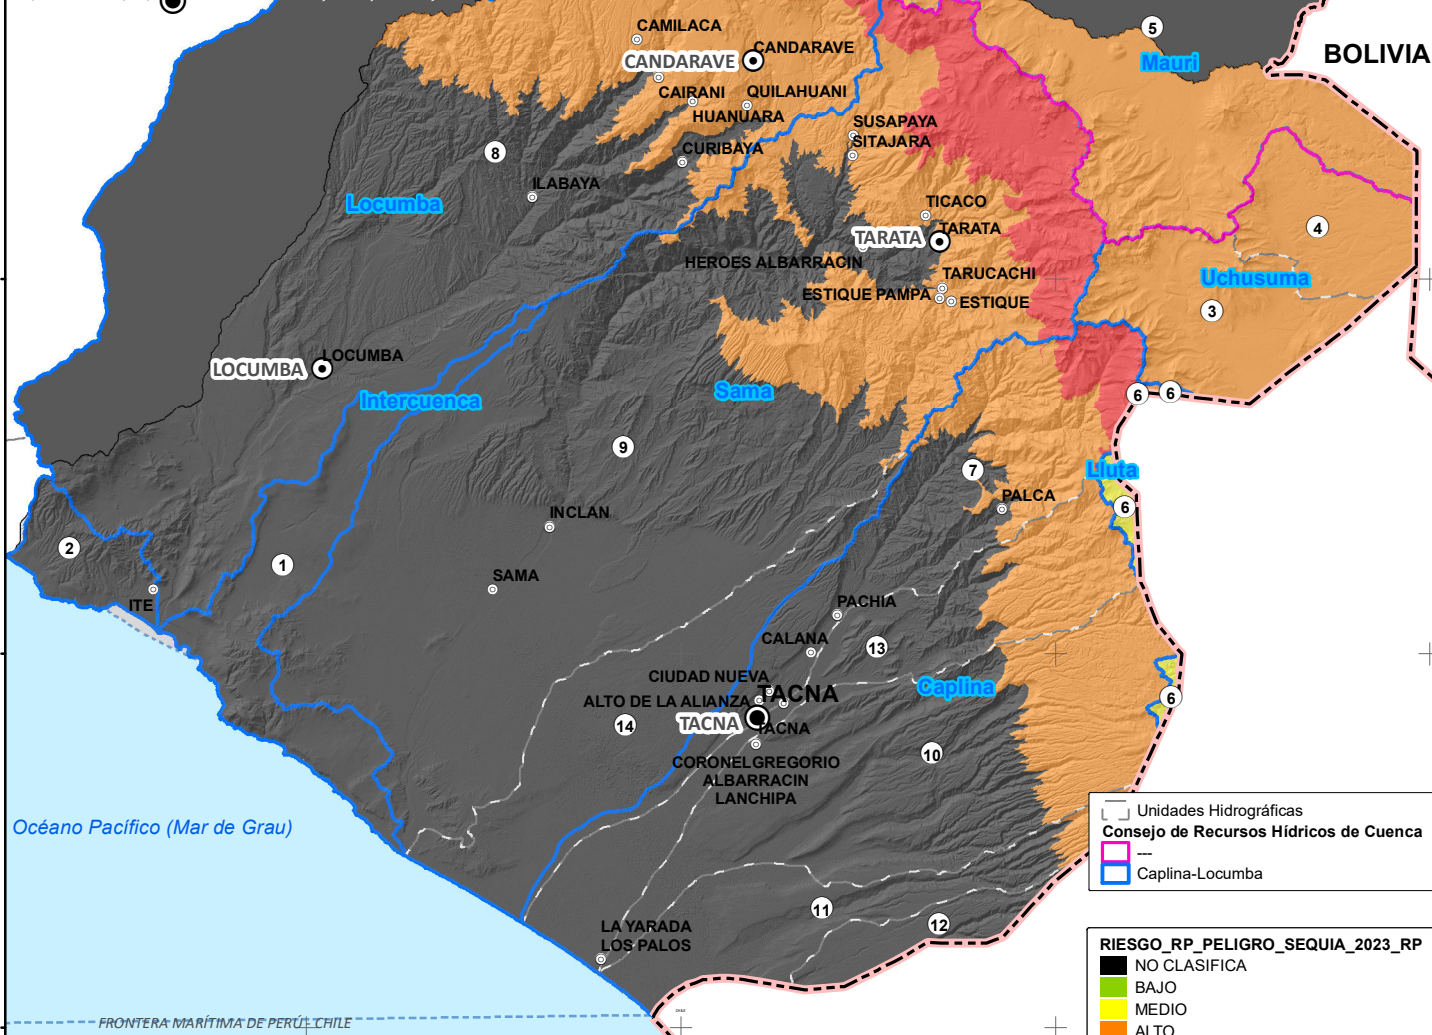 CAMILACA
CANDARAVE
CANDARAVE
CAIRANI
QUILAHUANI
HUANUARA
CURIBAYA
SUSAPAYA
SITAJARA
5
Mauri
BOLIVIA
8
ILABAYA
Locumba
TICACO
TARATA
TARATA
HEROES ALBARRACIN
TARUCACHI
ESTIQUE PAMPA
ESTIQUE
4
Uchusuma
3
LOCUMBA
LOCUMBA
Intercuenca
Sama
6
6
9
7
Lluta
PALCA
6
INCLAN
2
1
SAMA
ITE
PACHIA
CALANA
13
CIUDAD NUEVA
ALTO DE LA ALIANZA
TACNA
TACNA
TACNA
Caplina
6
14
10
CORONELGREGORIO
ALBARRACIN
LANCHIPA
Océano Pacífico (Mar de Grau)
11
12
LA YARADA
LOS PALOS
FRONTERA MARÍTIMA DE PERÚ - CHILE
Unidades Hidrográficas
Consejo de Recursos Hídricos de Cuenca
---
Caplina-Locumba
RIESGO_RP_PELIGRO_SEQUIA_2023_RP
NO CLASIFICA
BAJO
MEDIO
ALTO